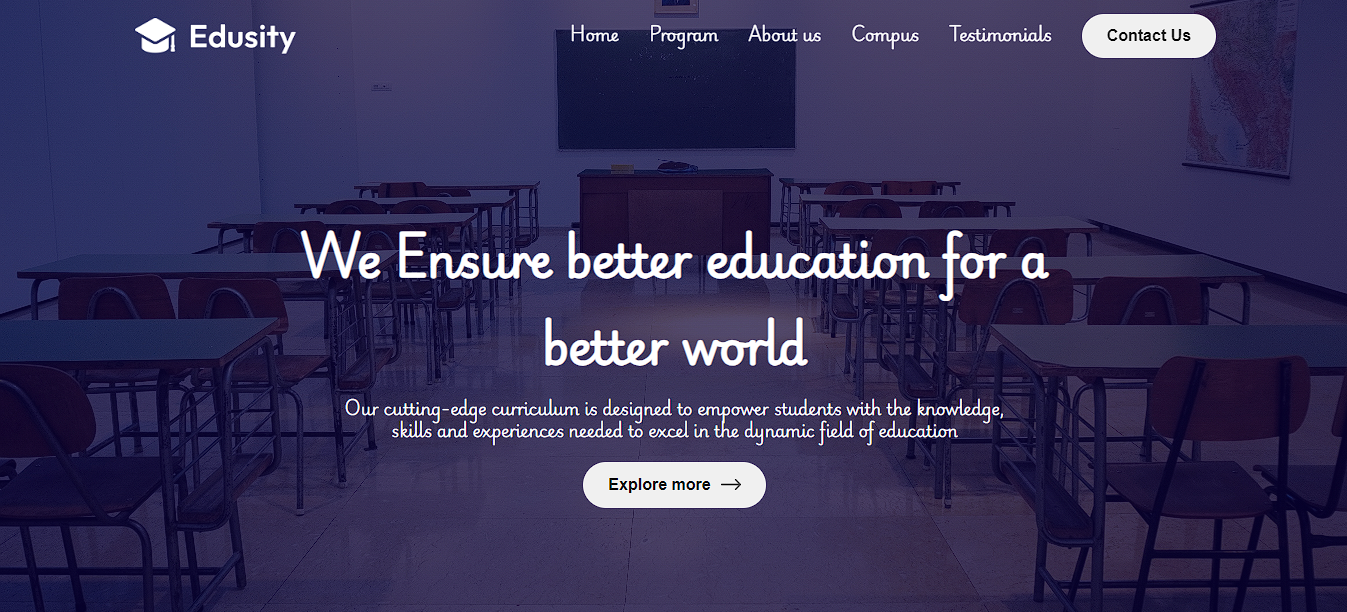 Edusity
Home Program About us Compus Testimonials Contact Us
We Ensure better education for a
better world
Our cutting-edge curriculum is designed to empower students with the knowledge,
skills and experiences needed to excel in the dynamic field of education
Explore more